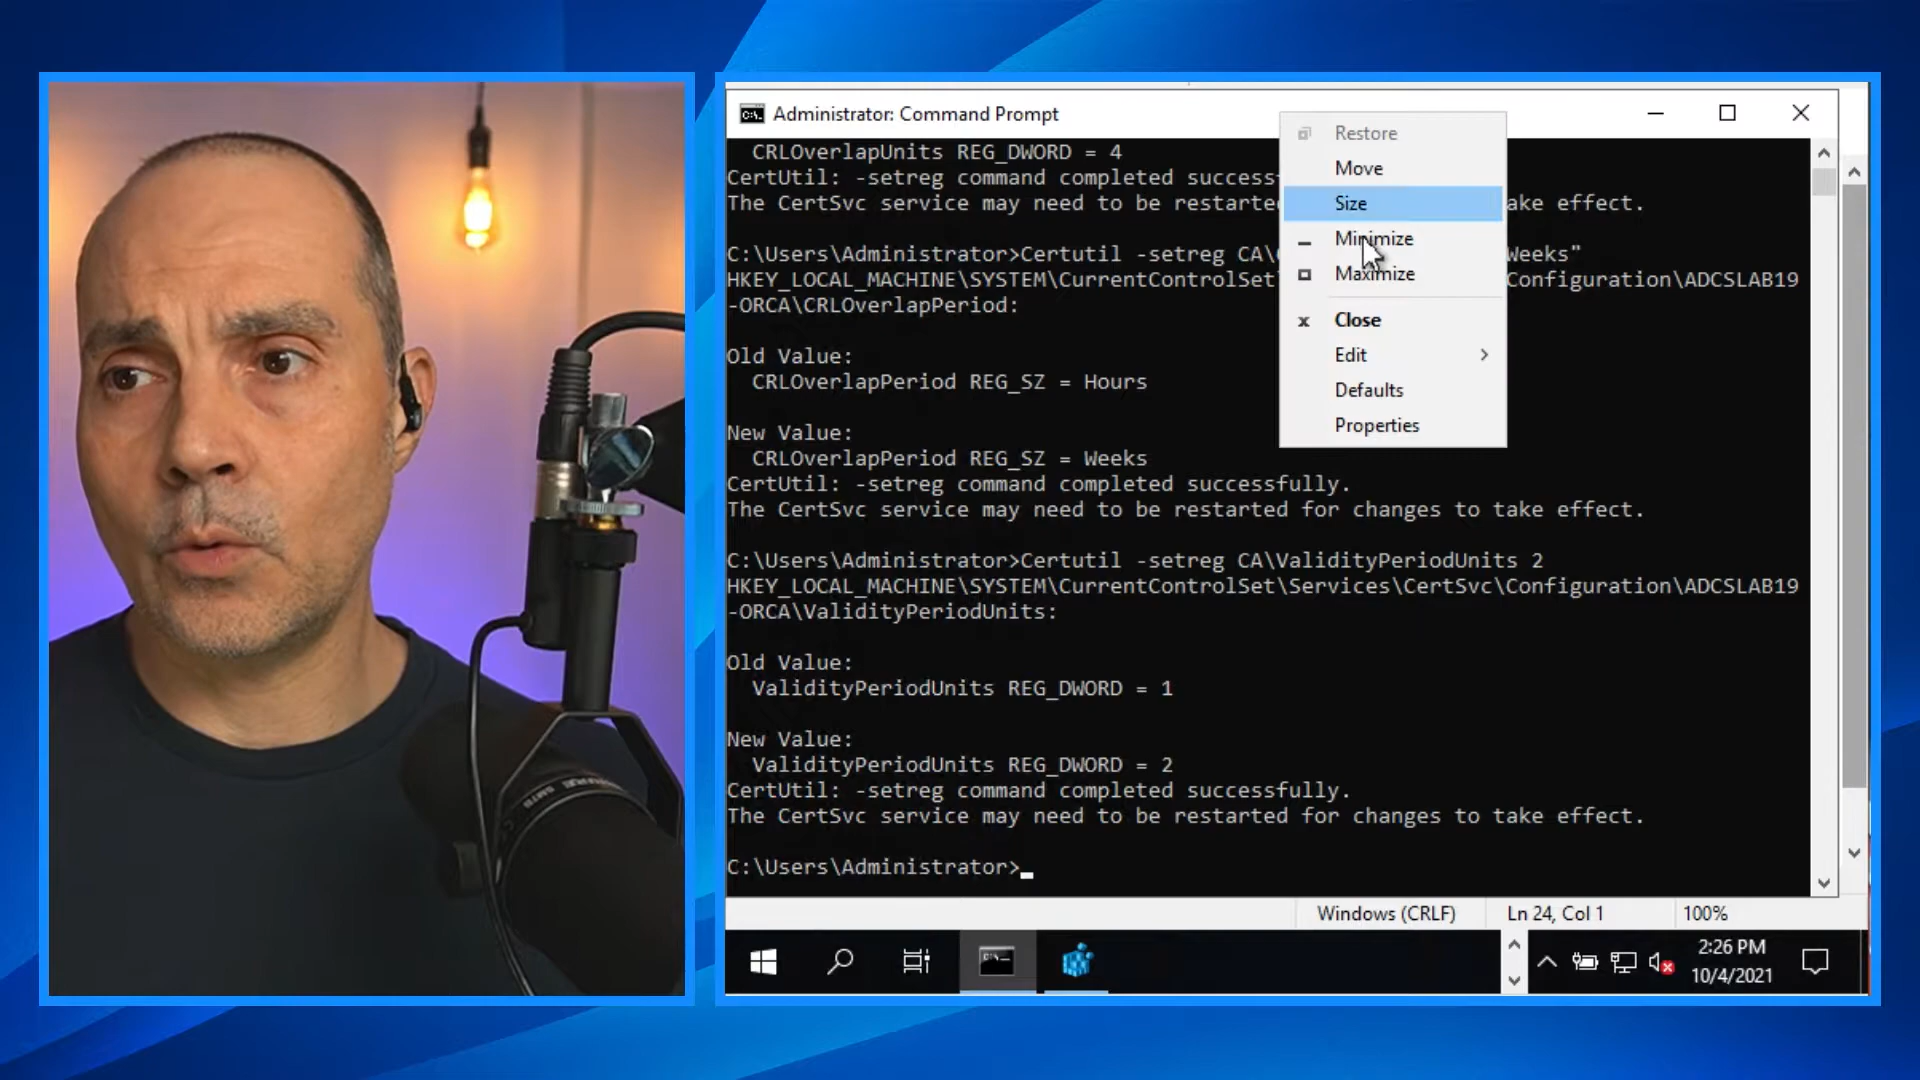 Administrator: Command Prompt
CRLOverlapUnits REG_DWORD = 4
CertUtil: -setreg command completed success
The CertSvc service may need to be restarte ake effect.
C:\Users\Administrator>Certutil -setreg CA\ Weeks"
HKEY_LOCAL_MACHINE\SYSTEM\CurrentControlSet Configuration\ADCSLAB19
-ORCA\CRLOverlapPeriod:
Old Value:
CRLOverlapPeriod REG_SZ = Hours
New Value:
CRLOverlapPeriod REG_SZ = Weeks
CertUtil: -setreg command completed successfully.
The CertSvc service may need to be restarted for changes to take effect.
C:\Users\Administrator>Certutil -setreg CA\ValidityPeriodUnits 2
HKEY_LOCAL_MACHINE\SYSTEM\CurrentControlSet\Services\CertSvc\Configuration\ADCSLAB19
-ORCA\ValidityPeriodUnits:
Old Value:
ValidityPeriodUnits REG_DWORD = 1
New Value:
ValidityPeriodUnits REG_DWORD = 2
CertUtil: -setreg command completed successfully.
The CertSvc service may need to be restarted for changes to take effect.
C:\Users\Administrator>
Restore
Move
Size
Minimize
Maximize
Close
Edit
Defaults
Properties
Windows (CRLF) Ln 24, Col 1 100%
2:26 PM
10/4/2021